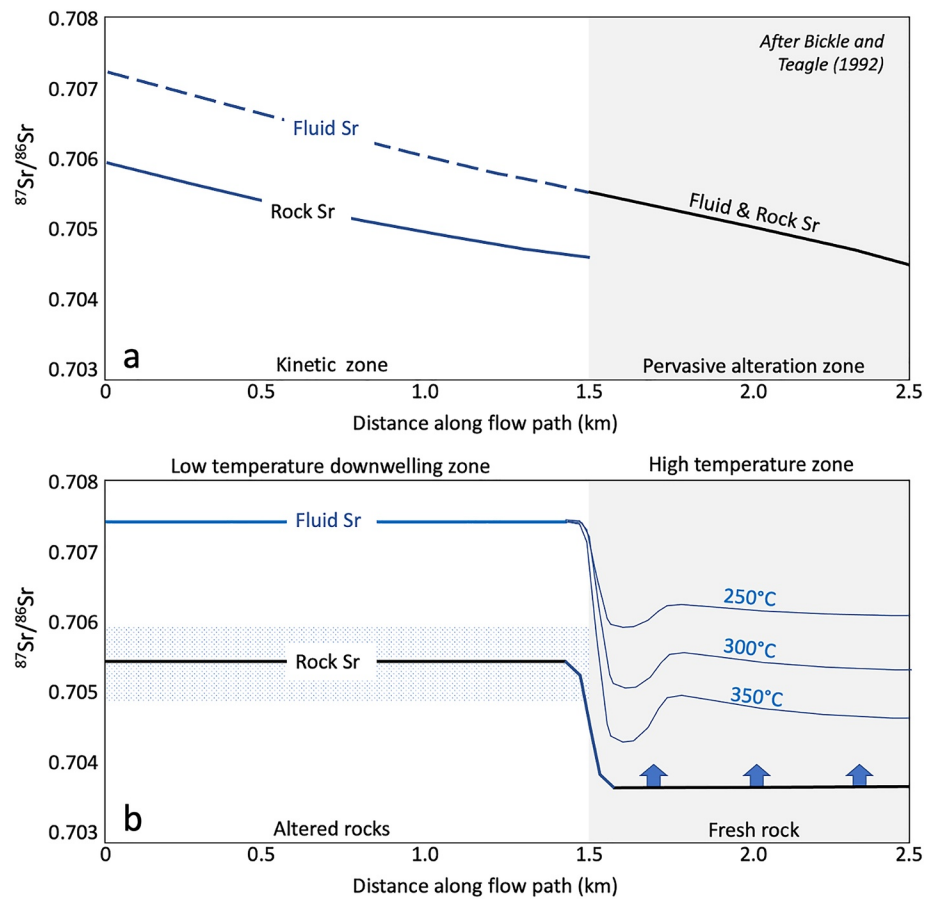 0.708
0.707
0.706
0.705
0.704
0.703
87Sr/86Sr
After Bickle and
Teagle (1992)
Fluid Sr
Rock Sr
Fluid & Rock Sr
a
Kinetic zone
Pervasive alteration zone
0
0.5
1.0
1.5
2.0
2.5
Distance along flow path (km)
Low temperature downwelling zone
High temperature zone
0.708
0.707
0.706
0.705
0.704
0.703
87Sr/86Sr
Fluid Sr
250°C
300°C
Rock Sr
350°C
b
Altered rocks
Fresh rock
0
0.5
1.0
1.5
2.0
2.5
Distance along flow path (km)